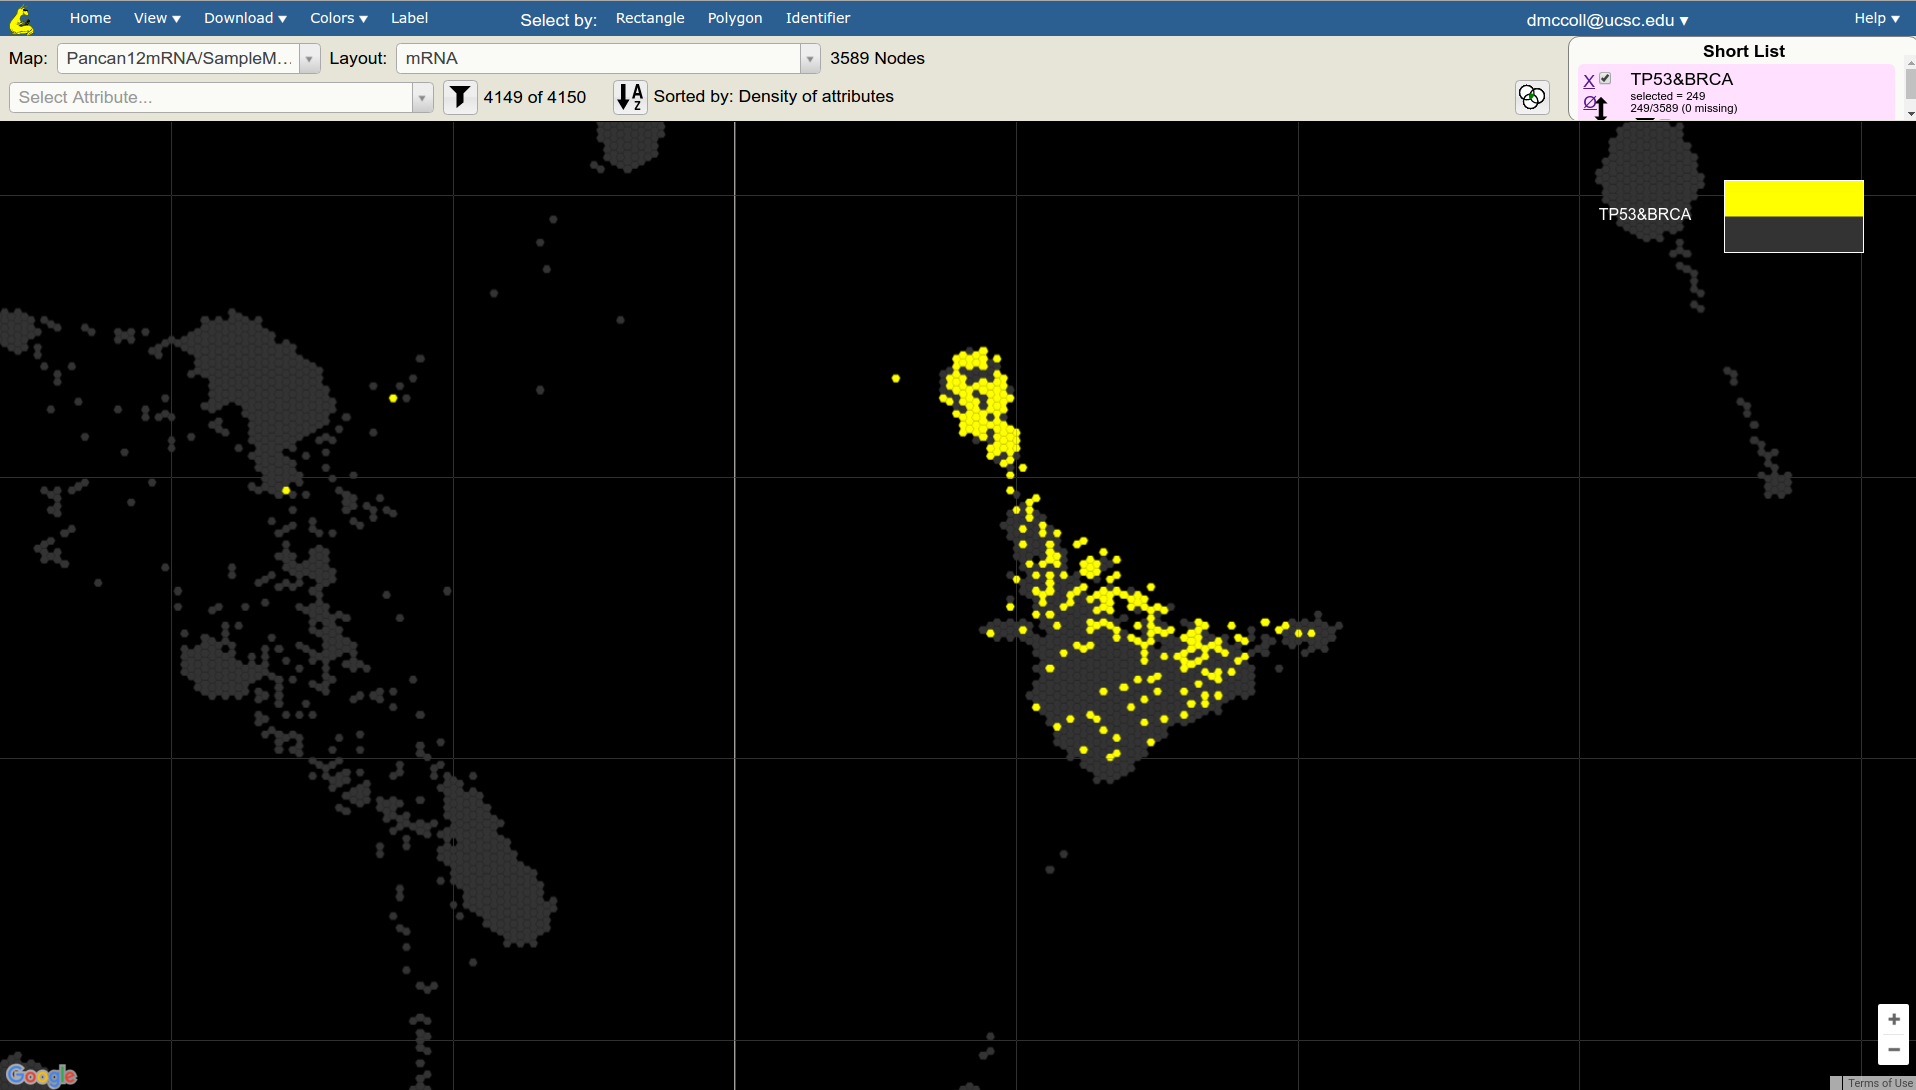 Home View ▾ Download ▾ Colors ▾ Label Select by: Rectangle Polygon Identifier dmccoll@ucsc.edu ▾ Help ▾
Map: Pancan12mRNA/SampleM... Layout: mRNA 3589 Nodes
Short List
X TP53&BRCA
selected = 249
249/3589 (0 missing)
Select Attribute... 4149 of 4150 A Z Sorted by: Density of attributes
TP53&BRCA
+
−
Google
Terms of Use